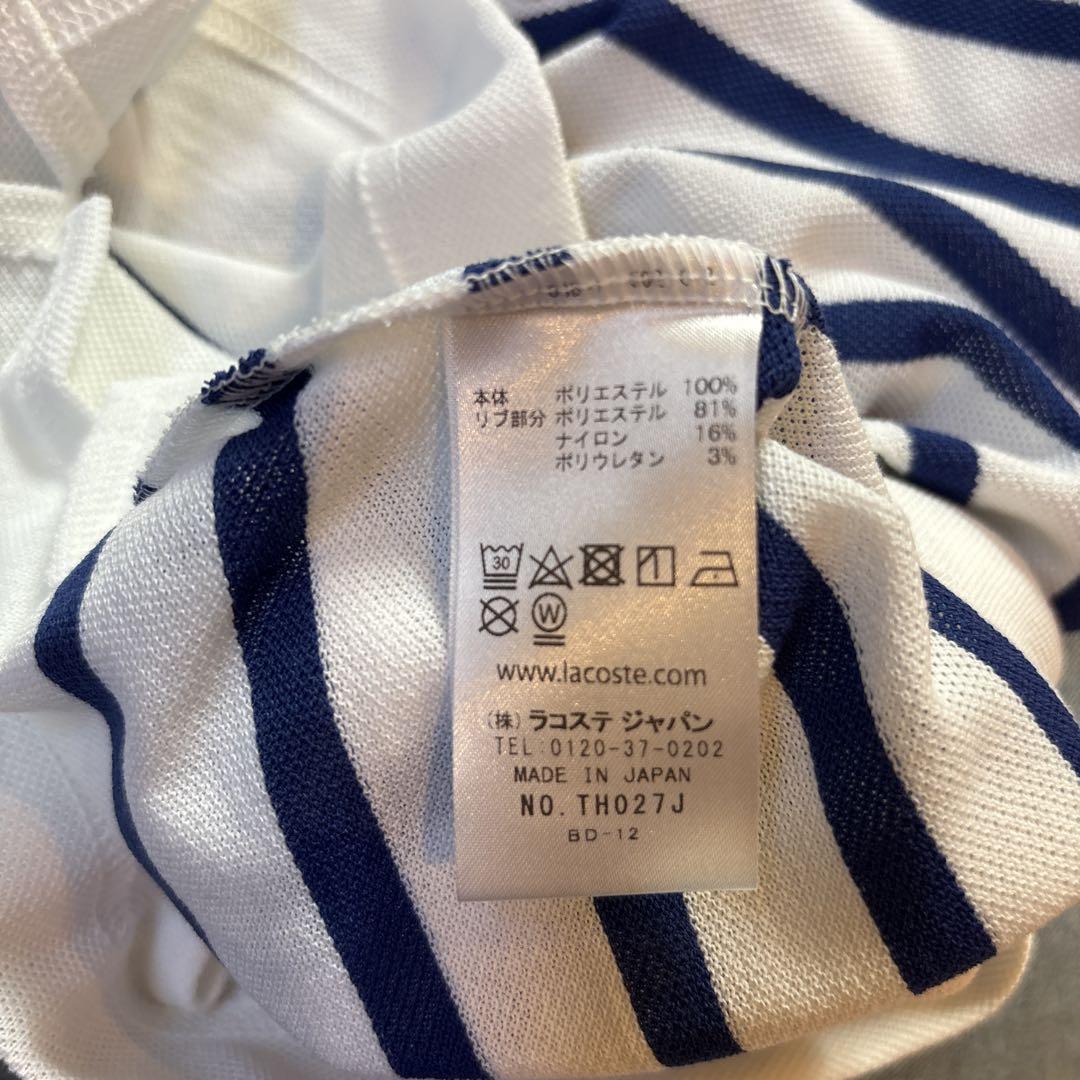 本体 ポリエステル 100%
リブ部分 ポリエステル 81%
ナイロン 16%
ポリウレタン 3%
30
W
www.lacoste.com
(株) ラコステ ジャパン
TEL:0120-37-0202
MADE IN JAPAN
NO. TH027J
BD-12